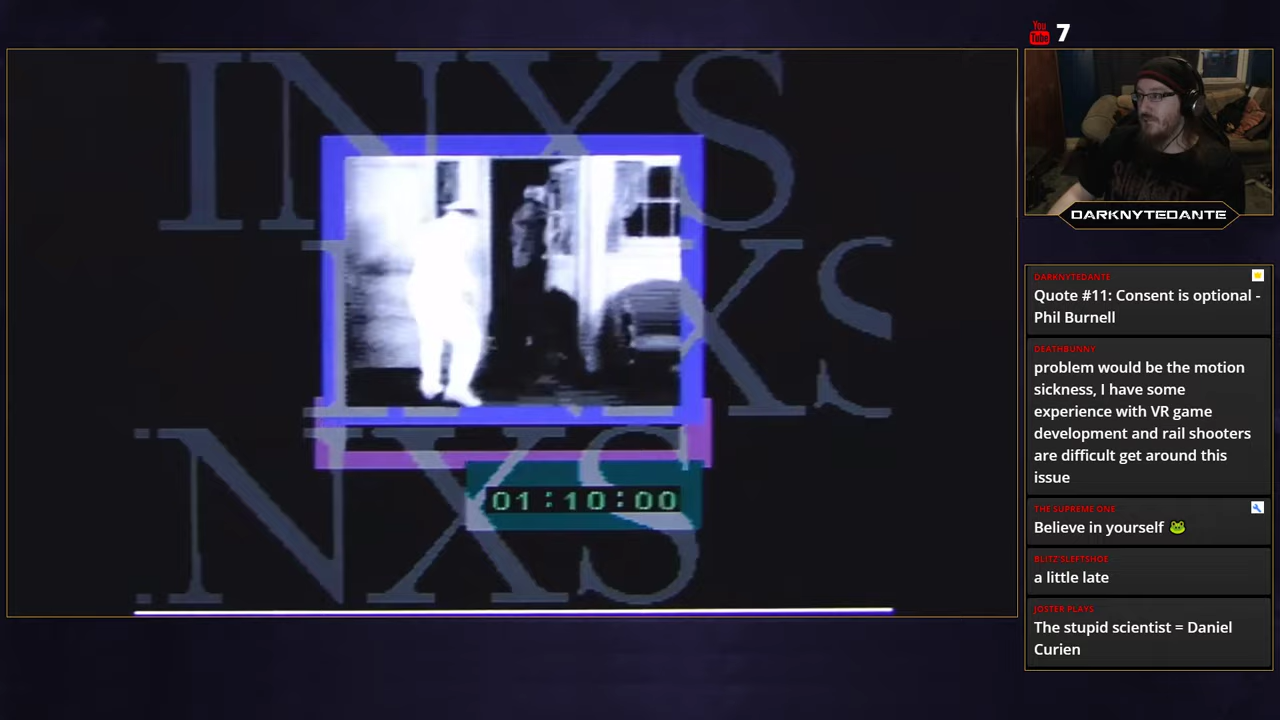 You
Tube 7
INXS
INXS
INXS
01:10:00
DARKNYTEDANTE
DARKNYTEDANTE
Quote #11: Consent is optional -
Phil Burnell
DEATHBUNNY
problem would be the motion
sickness, I have some
experience with VR game
development and rail shooters
are difficult get around this
issue
THE SUPREME ONE
Believe in yourself 🐸
BLITZ'SLEFTSHOE
a little late
JOSTER PLAYS
The stupid scientist = Daniel
Curien